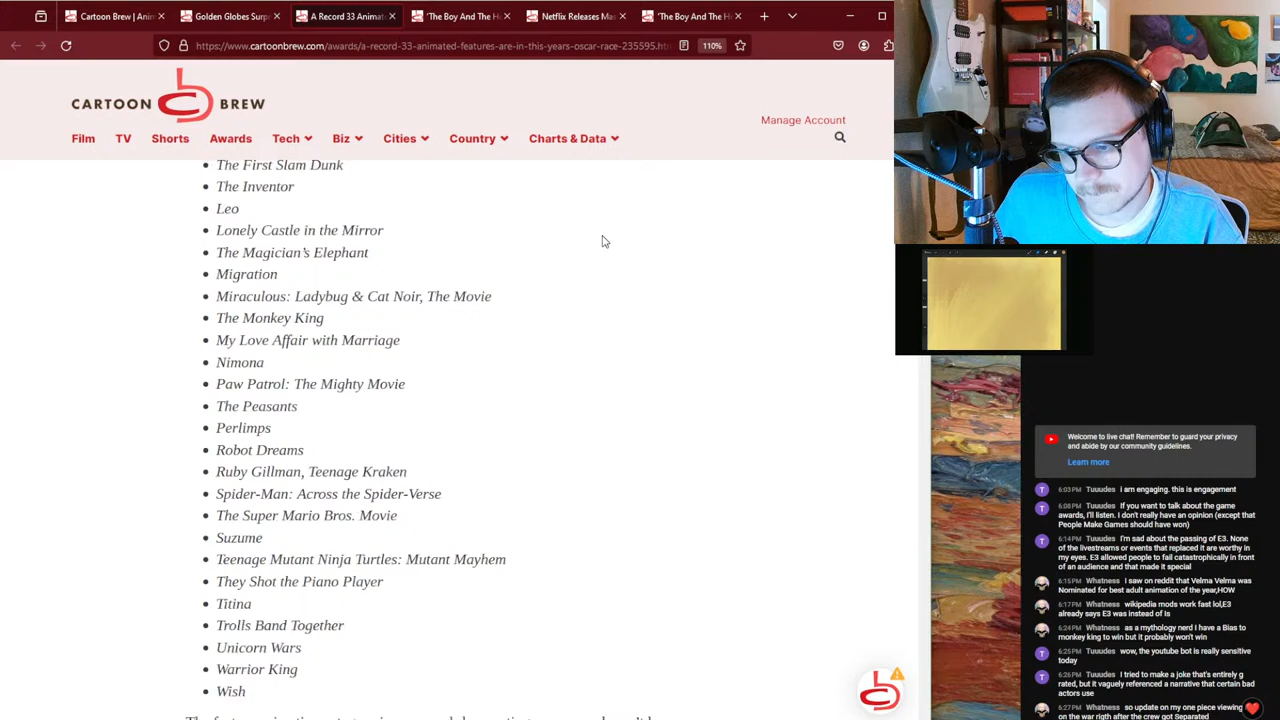 Cartoon Brew | Anim
Golden Globes Surp
A Record 33 Animat
'The Boy And The H
Netflix Releases Mas
'The Boy And The H
https://www.cartoonbrew.com/awards/a-record-33-animated-features-are-in-this-years-oscar-race-235595.htm
110%
CARTOON BREW
Manage Account
Film TV Shorts Awards Tech Biz Cities Country Charts & Data
The First Slam Dunk
The Inventor
Leo
Lonely Castle in the Mirror
The Magician's Elephant
Migration
Miraculous: Ladybug & Cat Noir, The Movie
The Monkey King
My Love Affair with Marriage
Nimona
Paw Patrol: The Mighty Movie
The Peasants
Perlimps
Robot Dreams
Ruby Gillman, Teenage Kraken
Spider-Man: Across the Spider-Verse
The Super Mario Bros. Movie
Suzume
Teenage Mutant Ninja Turtles: Mutant Mayhem
They Shot the Piano Player
Titina
Trolls Band Together
Unicorn Wars
Warrior King
Wish
Welcome to live chat! Remember to guard your privacy
and abide by our community guidelines.
Learn more
T 6:03 PM Tuuudes I am engaging. this is engagement
T 6:08 PM Tuuudes If you want to talk about the game
awards, I'll listen. I don't really have an opinion (except that
People Make Games should have won)
T 6:14 PM Tuuudes I'm sad about the passing of E3. None
of the livestreams or events that replaced it are worthy in
my eyes. E3 allowed people to fail catastrophically in front
of an audience and that made it special
6:15 PM Whatness I saw on reddit that Velma Velma was
Nominated for best adult animation of the year,HOW
6:17 PM Whatness wikipedia mods work fast lol,E3
already says E3 was instead of Is
6:24 PM Whatness as a mythology nerd I have a Bias to
monkey king to win but it probably won't win
T 6:25 PM Tuuudes wow, the youtube bot is really sensitive
today
T 6:26 PM Tuuudes I tried to make a joke that's entirely g
rated, but it vaguely referenced a narrative that certain bad
actors use
6:27 PM Whatness so update on my one piece viewing
on the war rigth after the crew got Separated